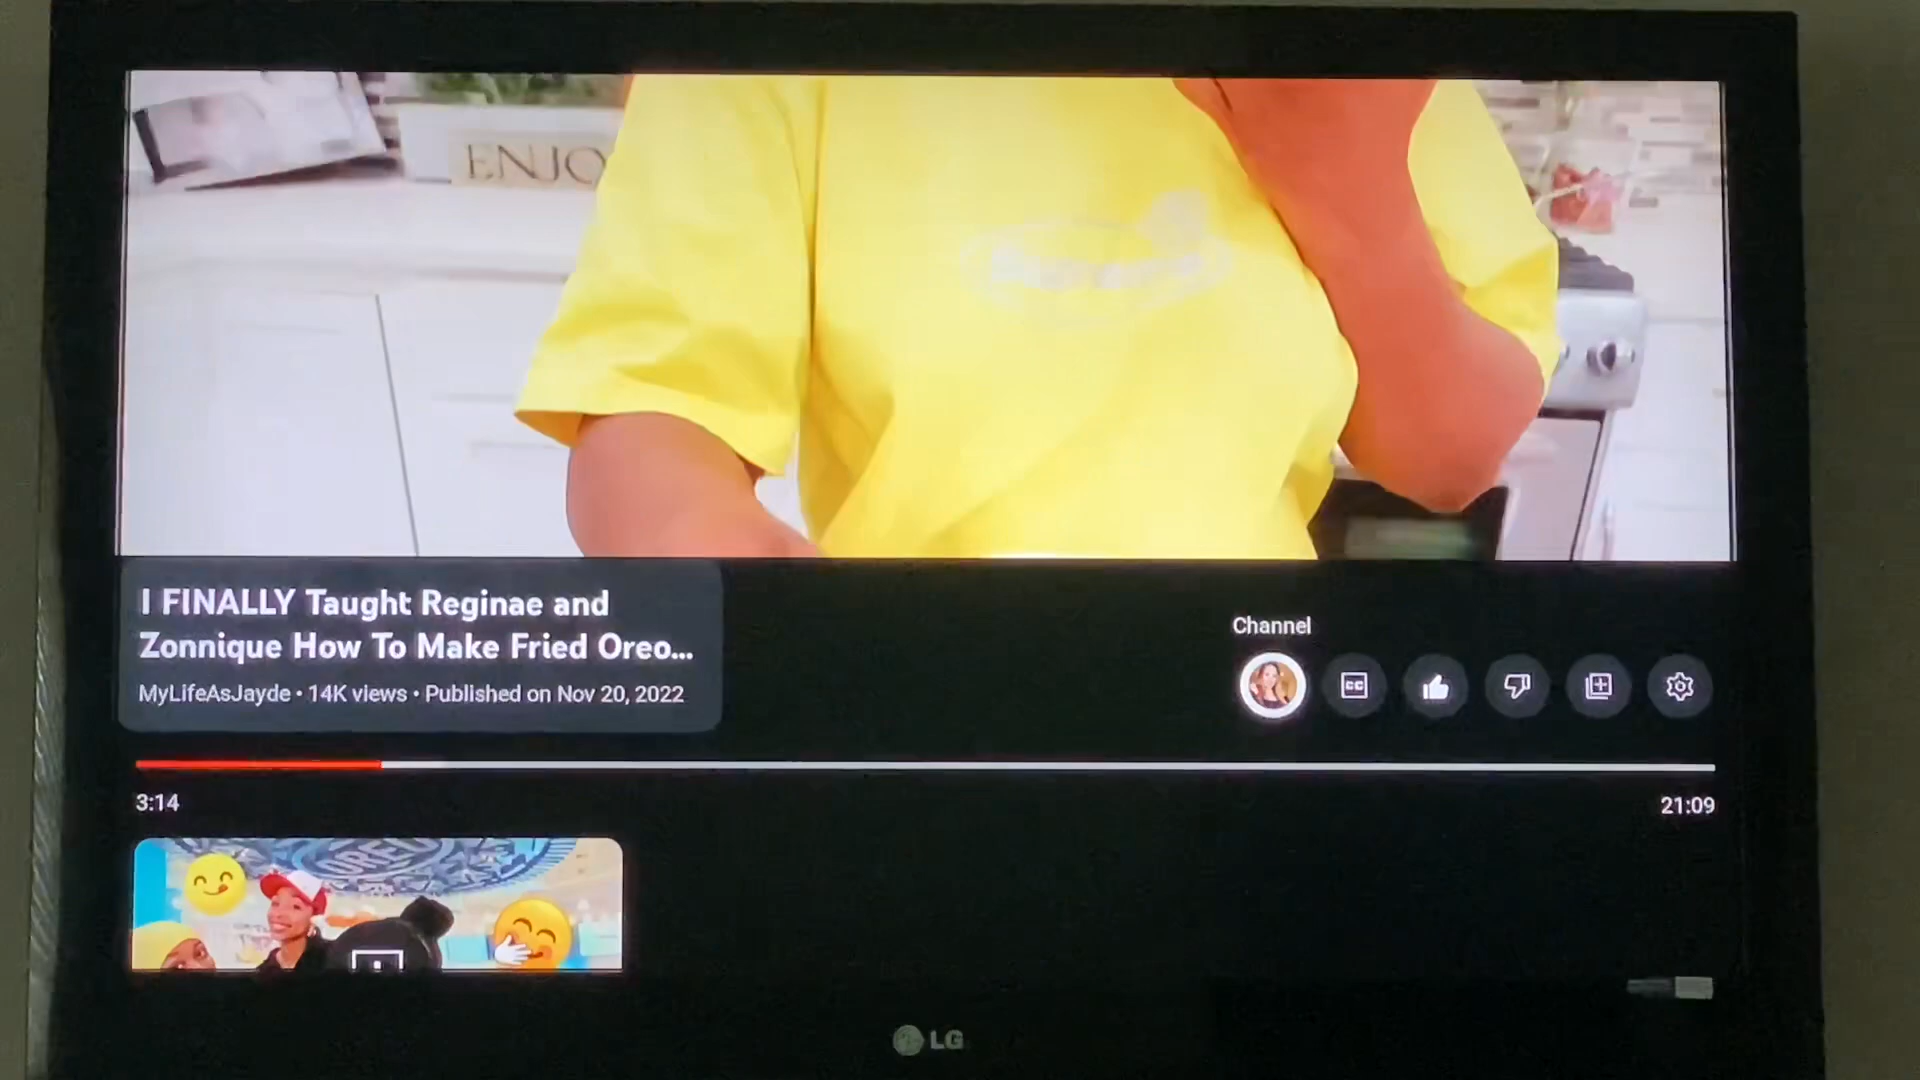 ENJO
I FINALLY Taught Reginae and
Zonnique How To Make Fried Oreo...
MyLifeAsJayde • 14K views • Published on Nov 20, 2022
Channel
CC
3:14
21:09
OREO
LG